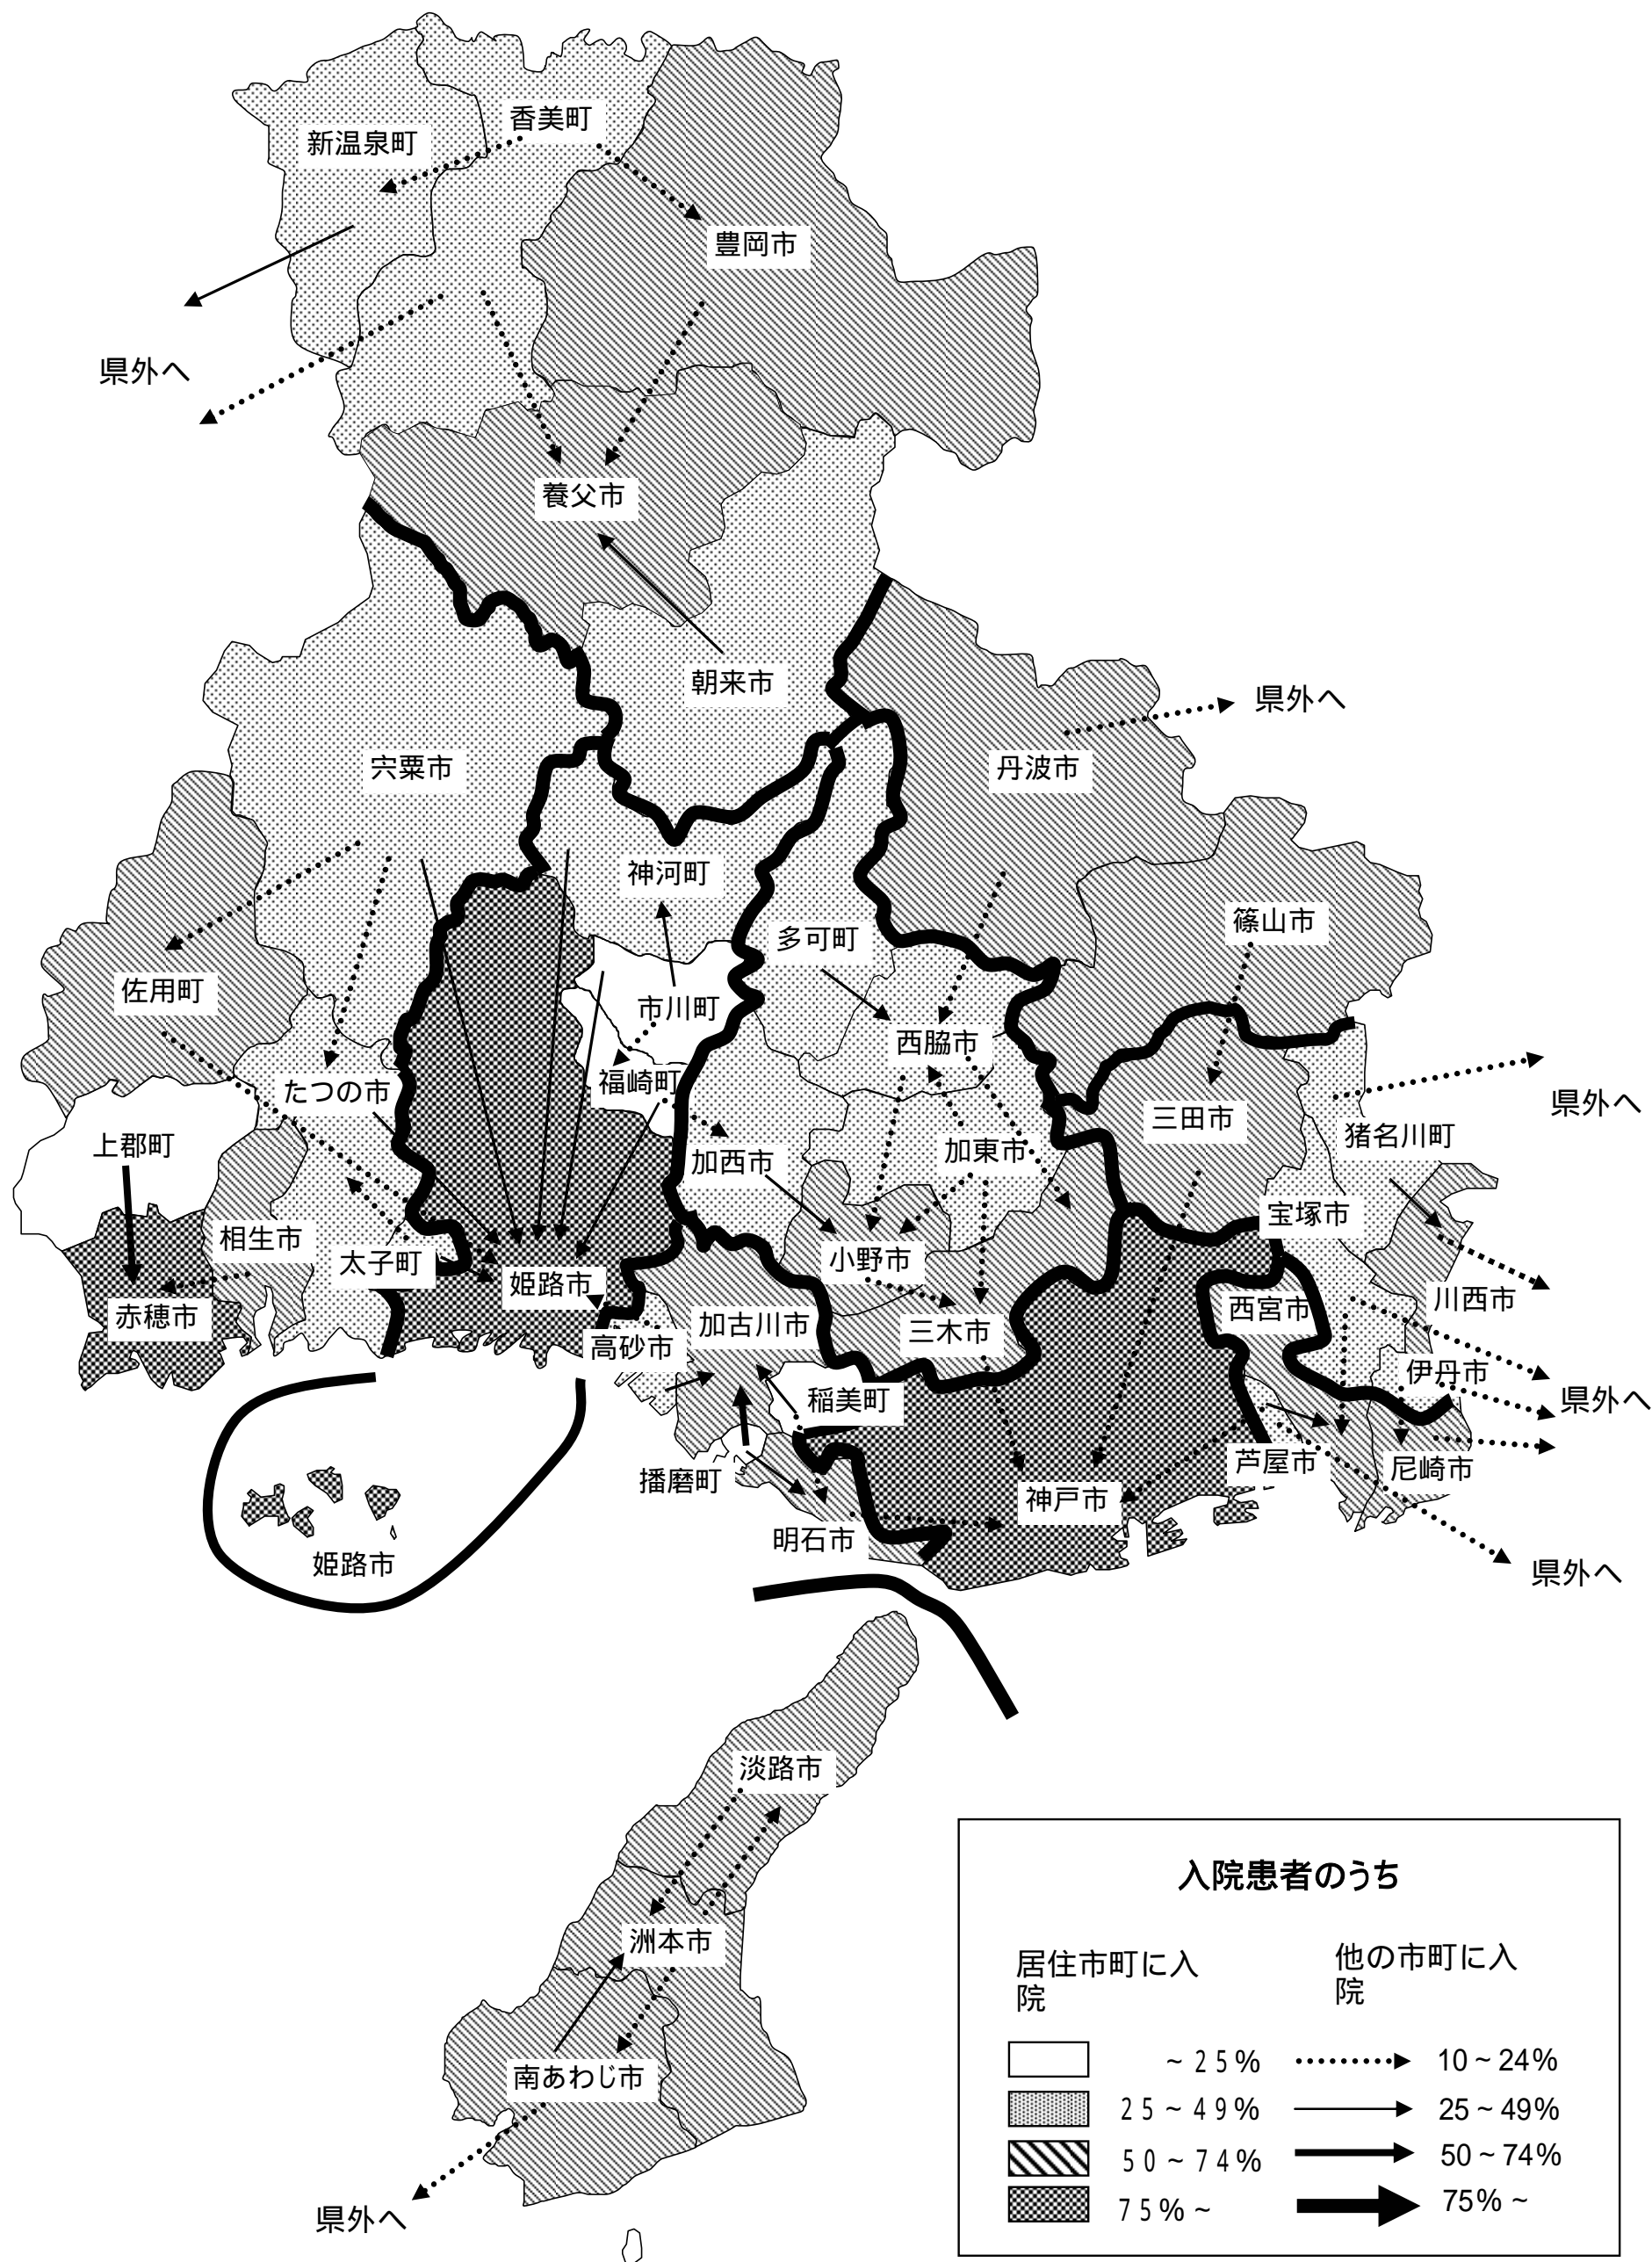 香美町
新温泉町
豊岡市
県外へ
養父市
朝来市
県外へ
宍粟市
丹波市
神河町
篠山市
多可町
佐用町
市川町
西脇市
福崎町
たつの市
県外へ
三田市
猪名川町
上郡町
加東市
加西市
宝塚市
相生市
太子町
小野市
姫路市
川西市
西宮市
赤穂市
加古川市
三木市
高砂市
伊丹市
稲美町
県外へ
芦屋市
尼崎市
播磨町
神戸市
明石市
姫路市
県外へ
淡路市
洲本市
南あわじ市
県外へ
入院患者のうち
居住市町に入
院
他の市町に入
院
~25% 10~24%
25~49% 25~49%
50~74% 50~74%
75%~ 75%~